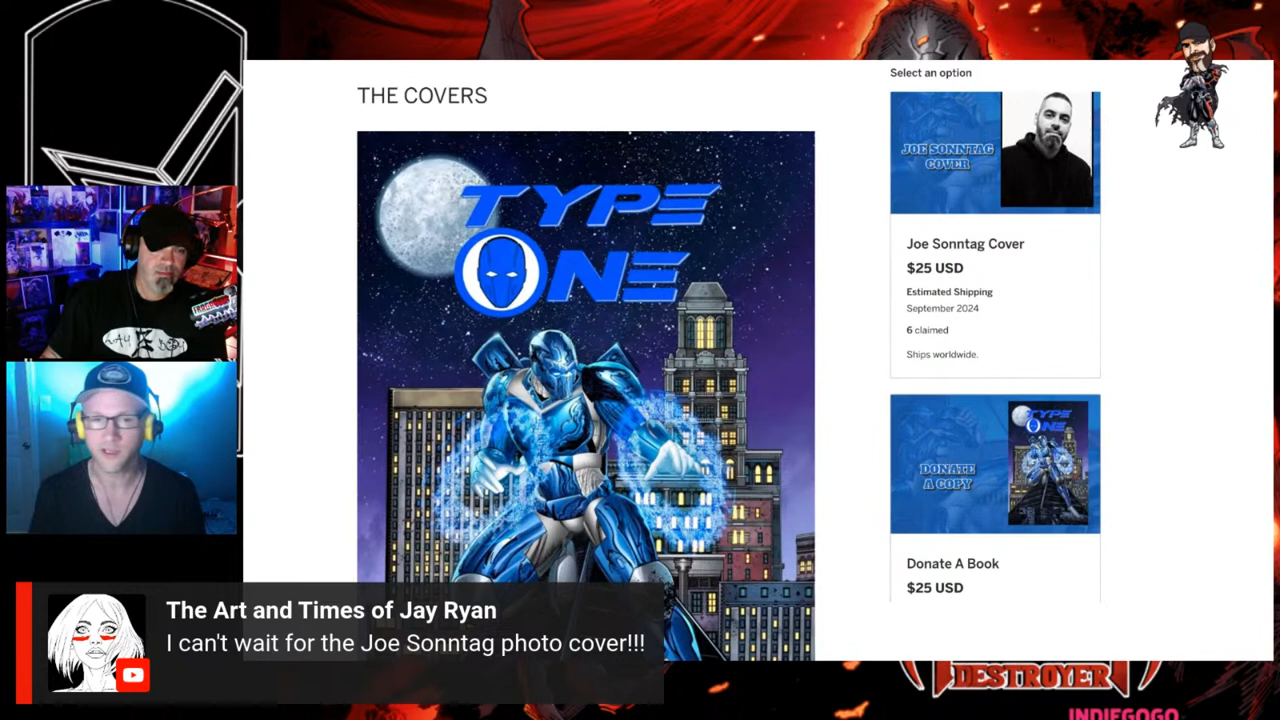 THE COVERS
TYPE
ONE
Select an option
JOE SONNTAG
COVER
Joe Sonntag Cover
$25 USD
Estimated Shipping
September 2024
6 claimed
Ships worldwide.
DONATE
A COPY
TYPE
ONE
Donate A Book
$25 USD
The Art and Times of Jay Ryan
I can't wait for the Joe Sonntag photo cover!!!
DESTROYER
INDIEGOGO